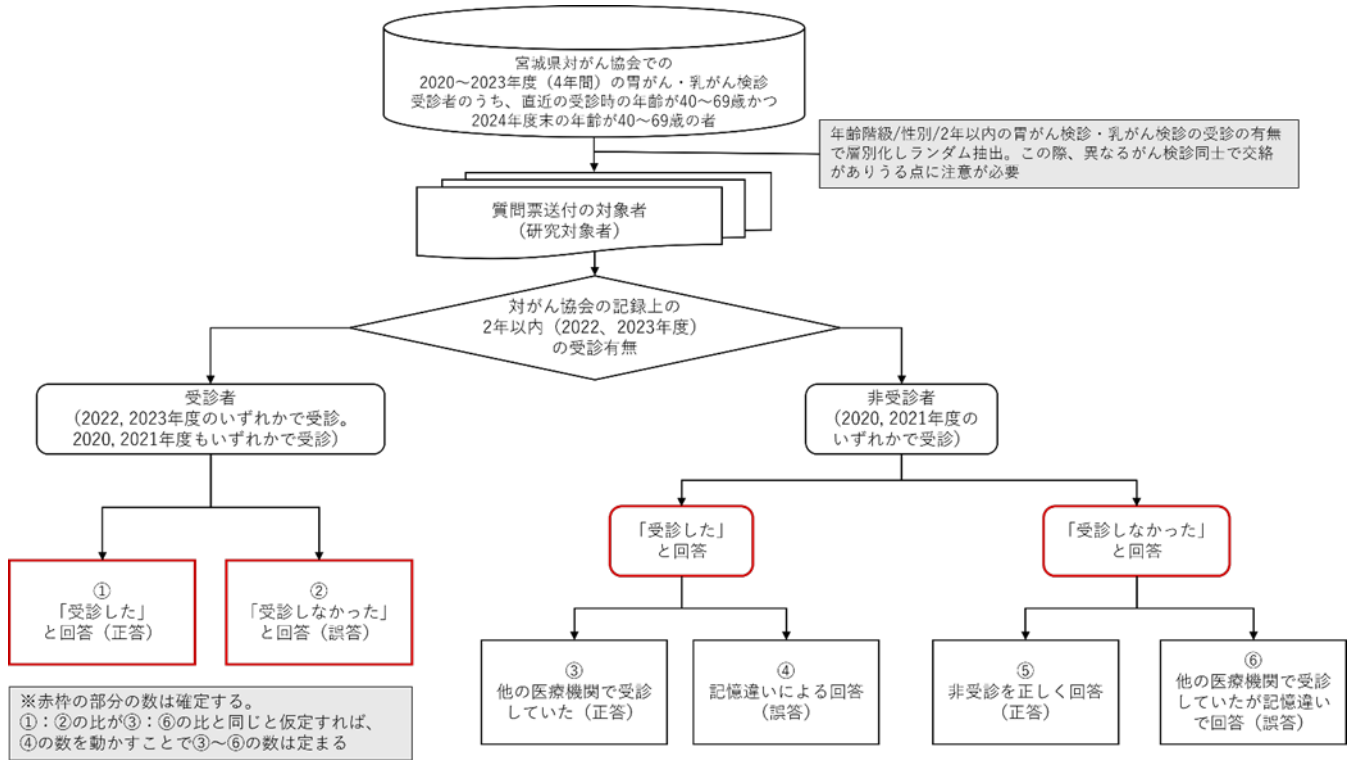 宮城県対がん協会での
2020～2023年度（4年間）の胃がん・乳がん検診
受診者のうち、直近の受診時の年齢が40～69歳かつ
2024年度末の年齢が40～69歳の者
年齢階級/性別/2年以内の胃がん検診・乳がん検診の受診の有無
で層別化しランダム抽出。この際、異なるがん検診同士で交絡
がありうる点に注意が必要
質問票送付の対象者
（研究対象者）
対がん協会の記録上の
2年以内（2022、2023年度）
の受診有無
受診者
（2022, 2023年度のいずれかで受診。
2020, 2021年度もいずれかで受診）
非受診者
（2020, 2021年度の
いずれかで受診）
「受診した」
と回答
「受診しなかった」
と回答
①
「受診した」
と回答（正答）
②
「受診しなかった」
と回答（誤答）
③
他の医療機関で受診
していた（正答）
④
記憶違いによる回答
（誤答）
⑤
非受診を正しく回答
（正答）
⑥
他の医療機関で受診
していたが記憶違い
で回答（誤答）
※赤枠の部分の数は確定する。
①：②の比が③：⑥の比と同じと仮定すれば、
④の数を動かすことで③～⑥の数は定まる